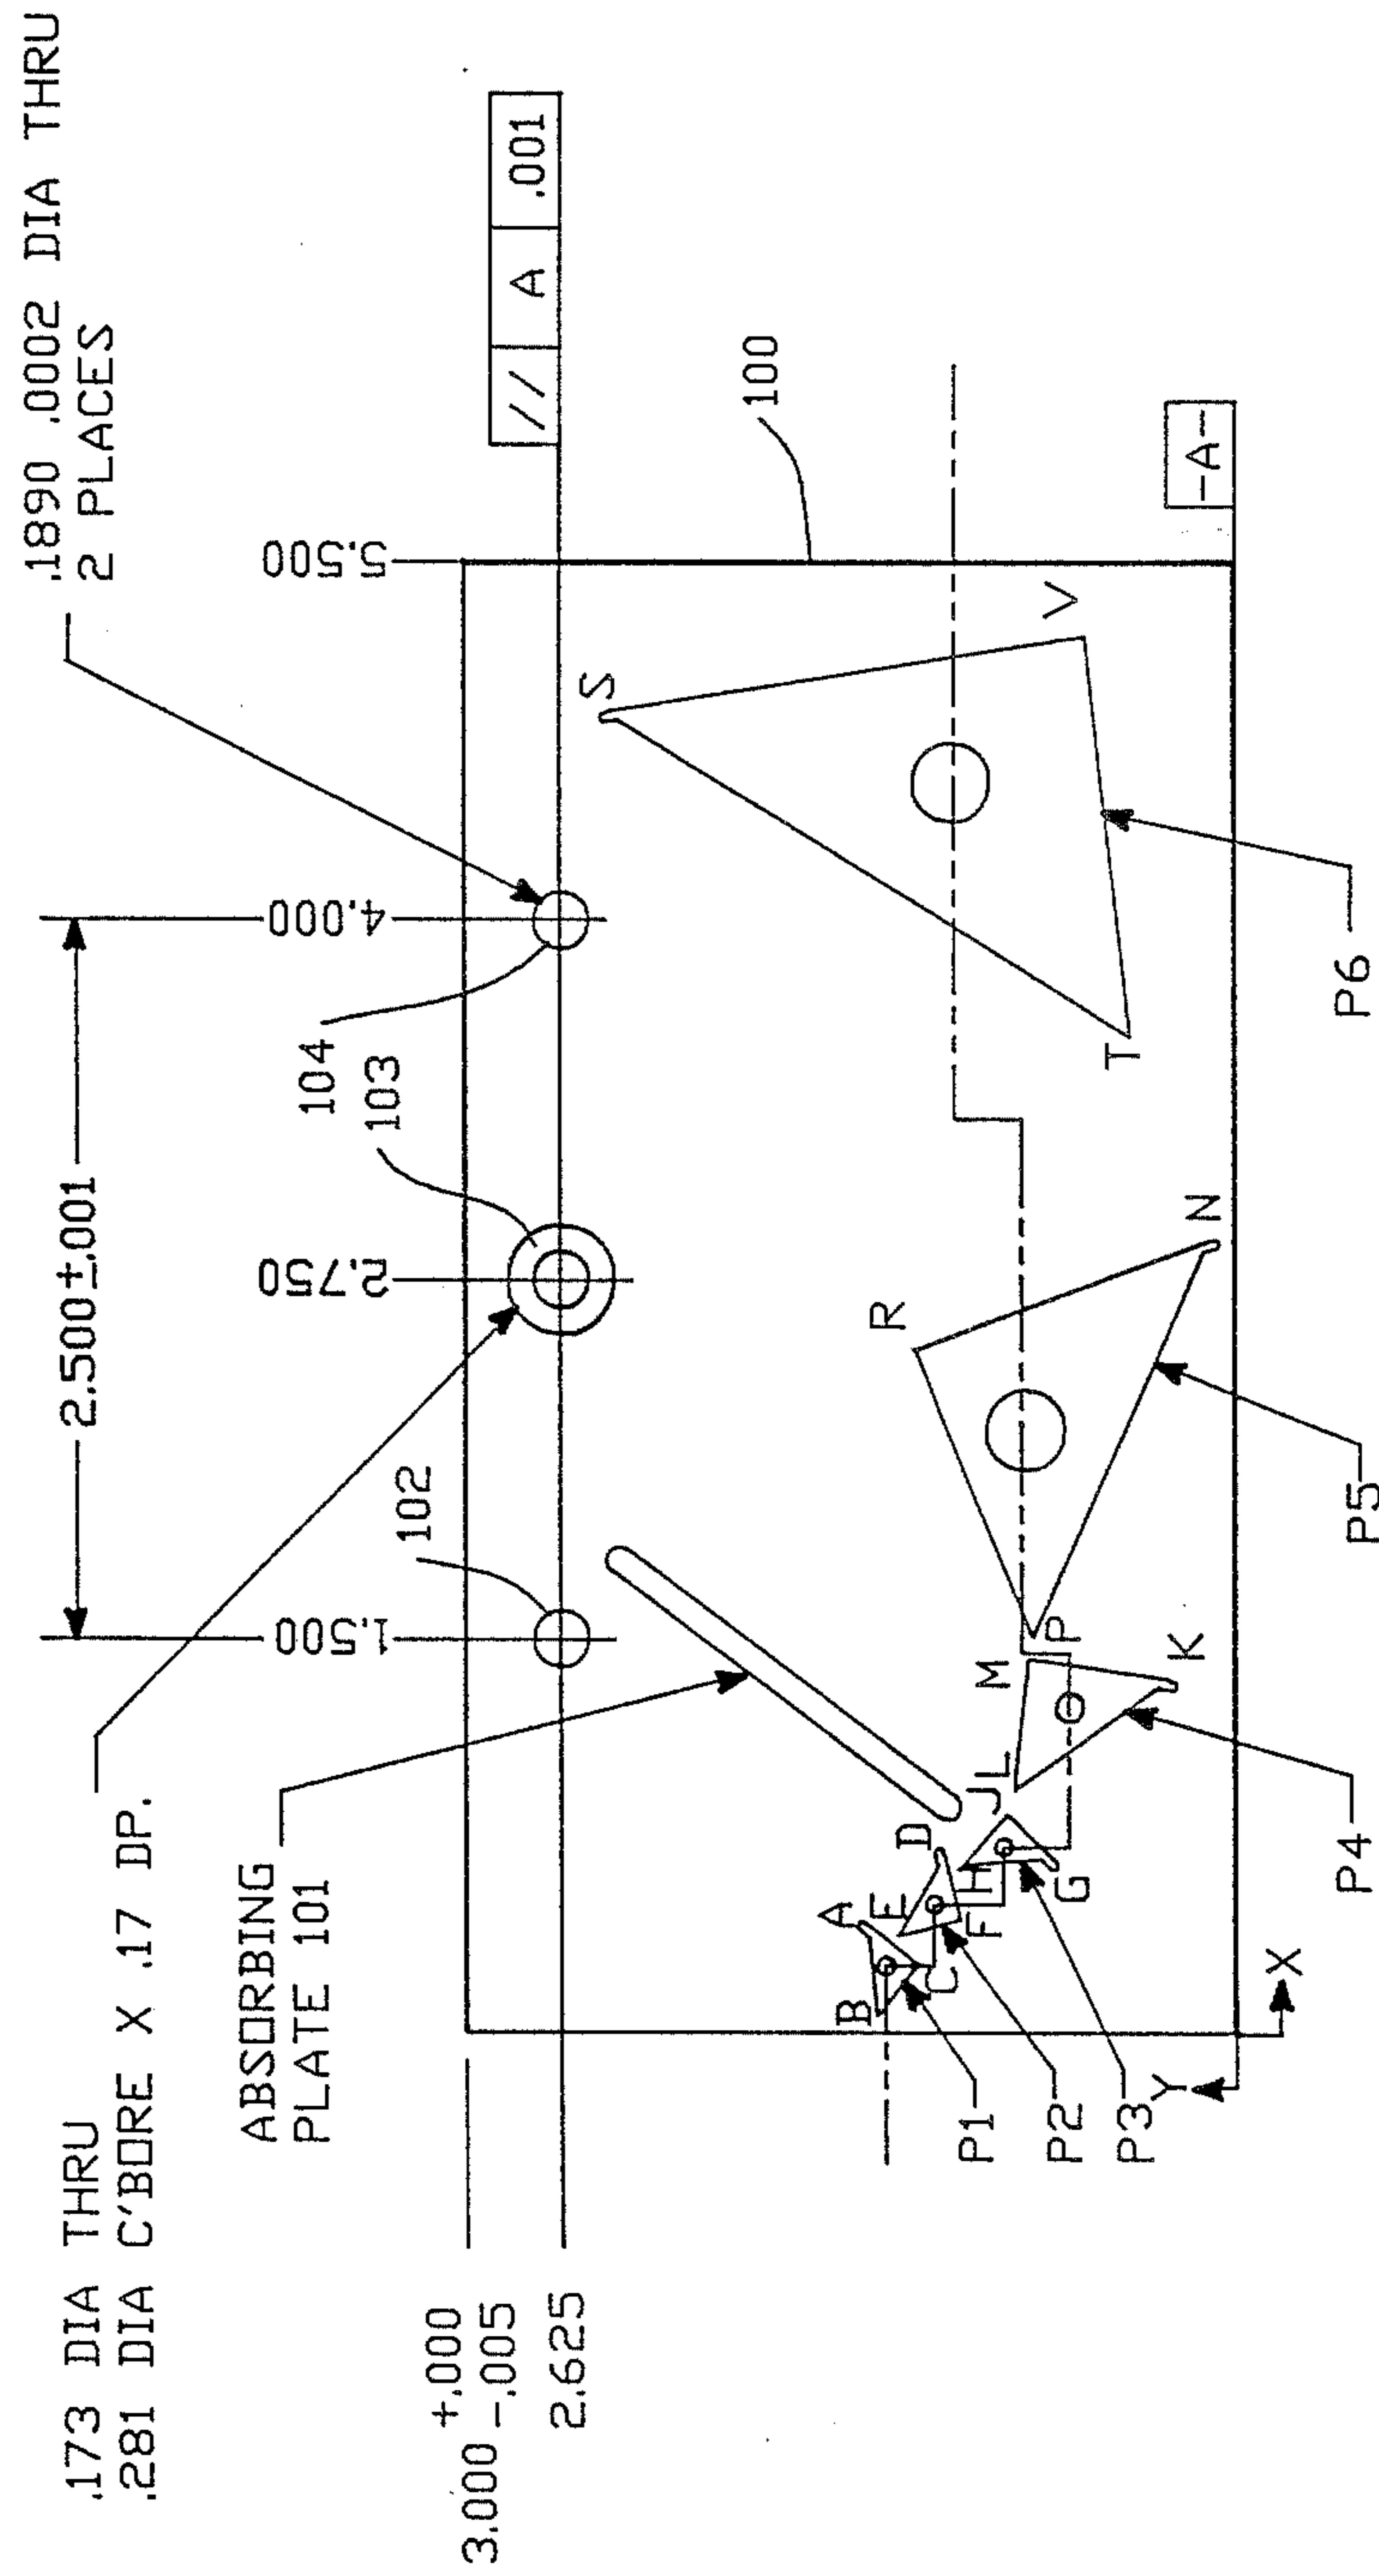 .173 DIA THRU
.281 DIA C'BORE X .17 DP.
ABSORBING
PLATE 101
2.500±.001
.1890 .0002 DIA THRU
2 PLACES
1.500
2.750
4.000
5.500
102
103
104
// A .001
3.000 +.000
-.005
2.625
100
-A-
A
B
C
D
E
F
G
H
J
K
L
M
N
P
R
S
T
V
P1
P2
P3
P4
P5
P6
Y
X